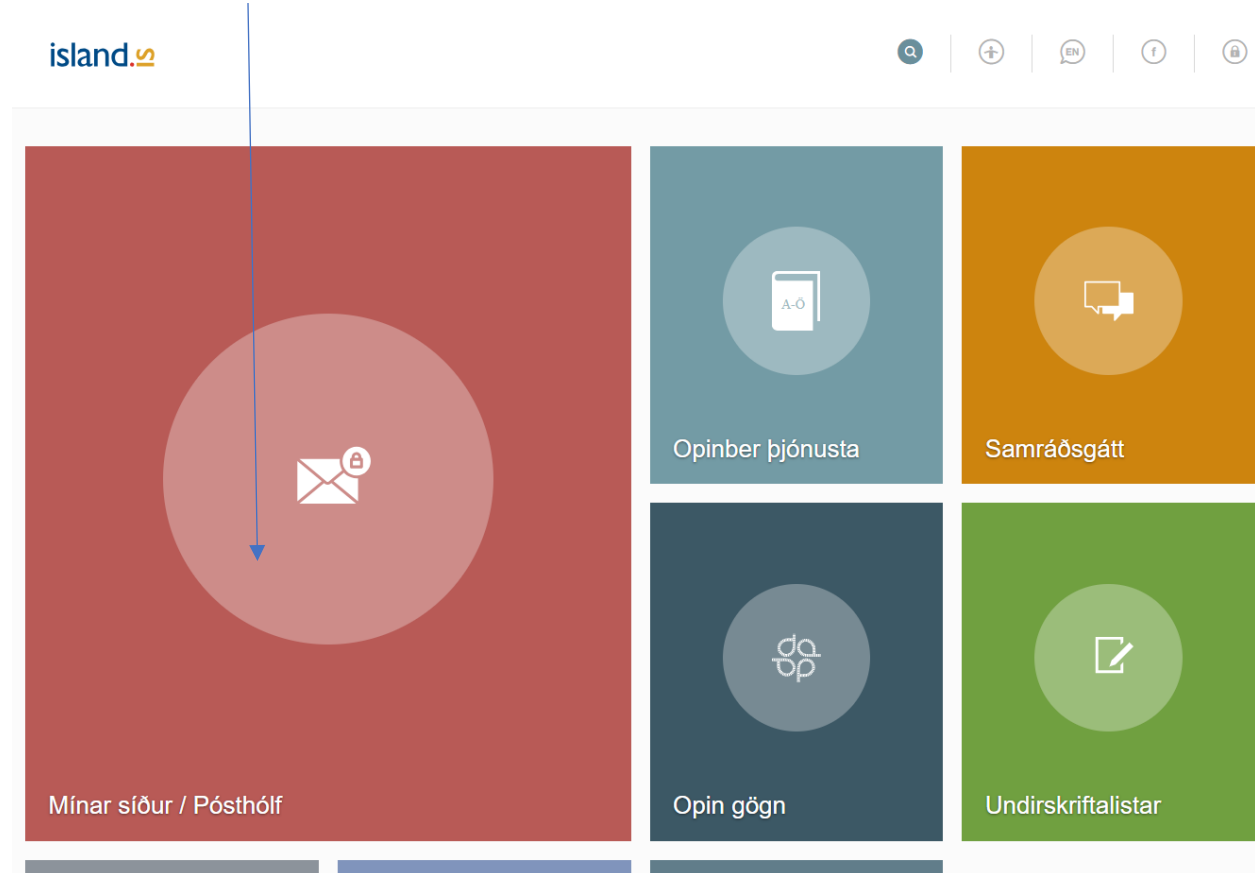 island.is
EN
f
A-Ö
Opinber þjónusta
Samráðsgátt
Mínar síður / Pósthólf
Opin gögn
Undirskriftalistar